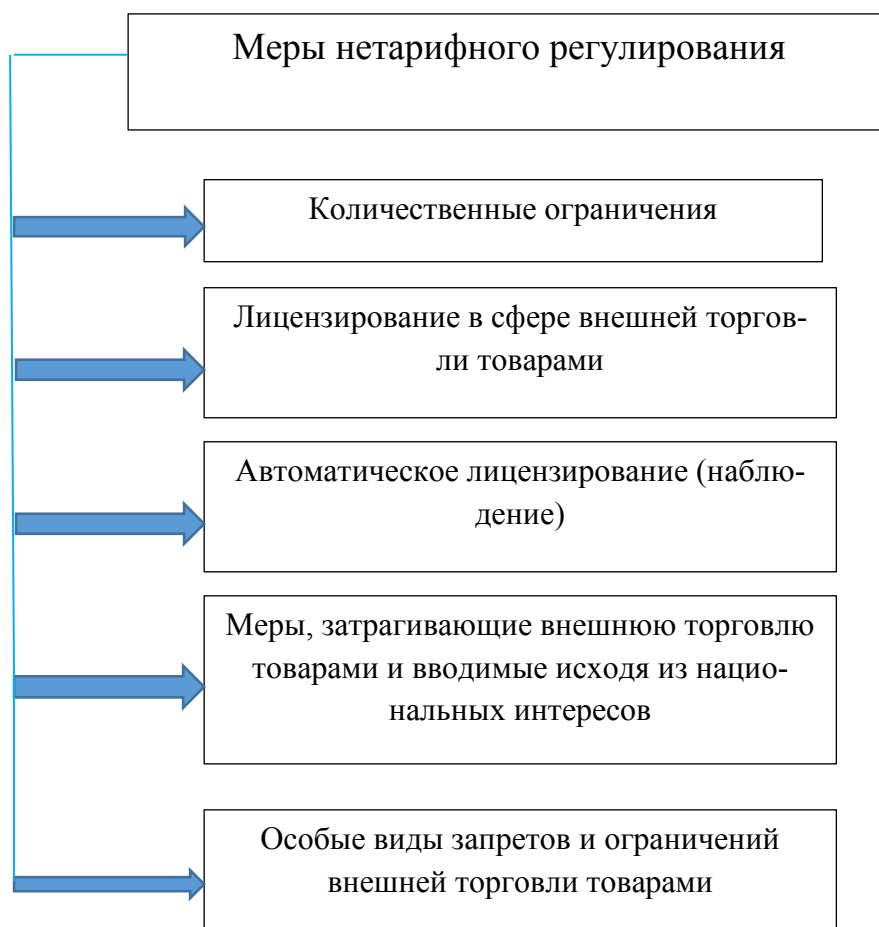 Меры нетарифного регулирования
Количественные ограничения
Лицензирование в сфере внешней торгов-
ли товарами
Автоматическое лицензирование (наблю-
дение)
Меры, затрагивающие внешнюю торговлю
товарами и вводимые исходя из нацио-
нальных интересов
Особые виды запретов и ограничений
внешней торговли товарами